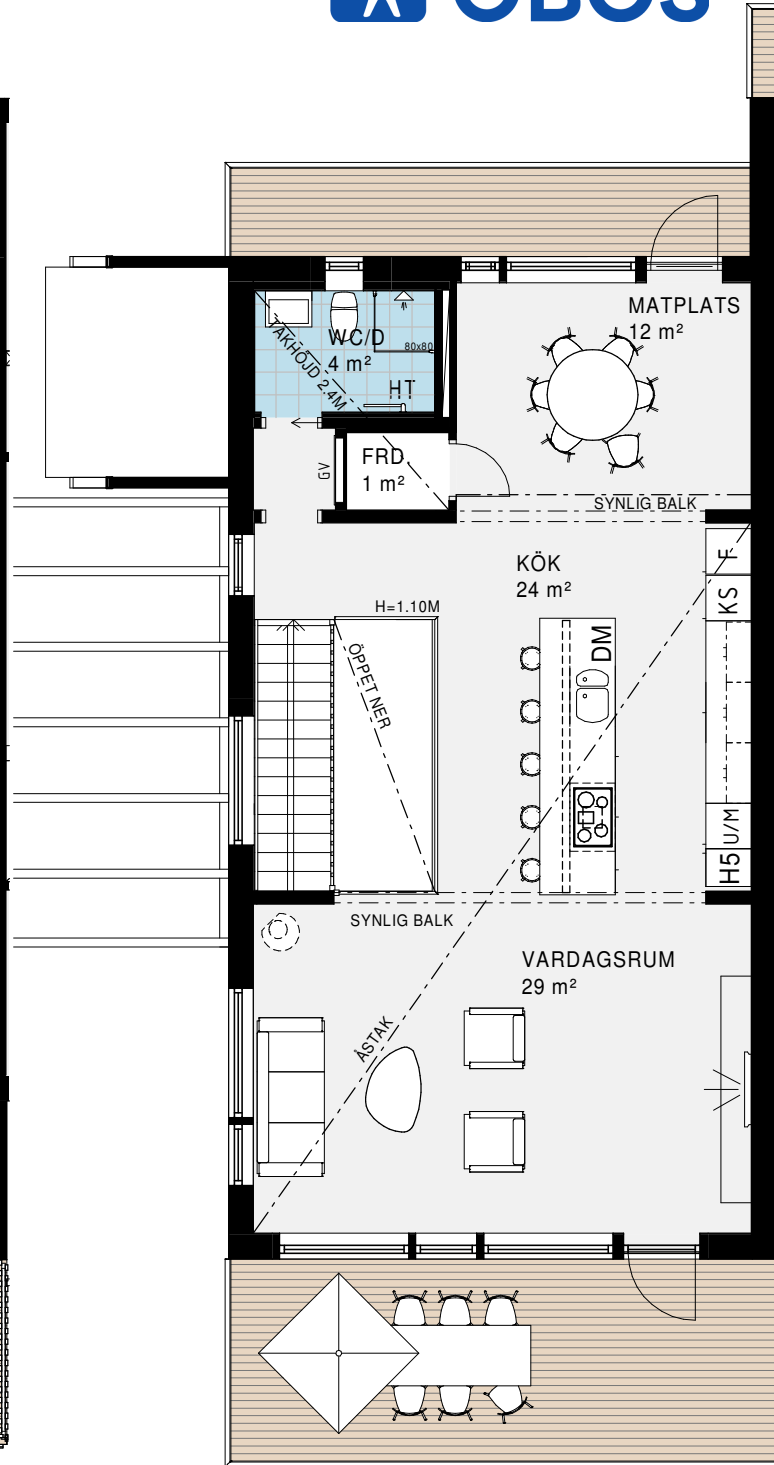 OBOS
MATPLATS
12 m²
WC/D
4 m²
80x80
TAKHÖJD 2.4M
HT
GV
FRD.
1 m²
SYNLIG BALK
KÖK
24 m²
F
KS
H=1.10M
DM
ÖPPET NER
U/M
H5
SYNLIG BALK
VARDAGSRUM
29 m²
ÅSTAK